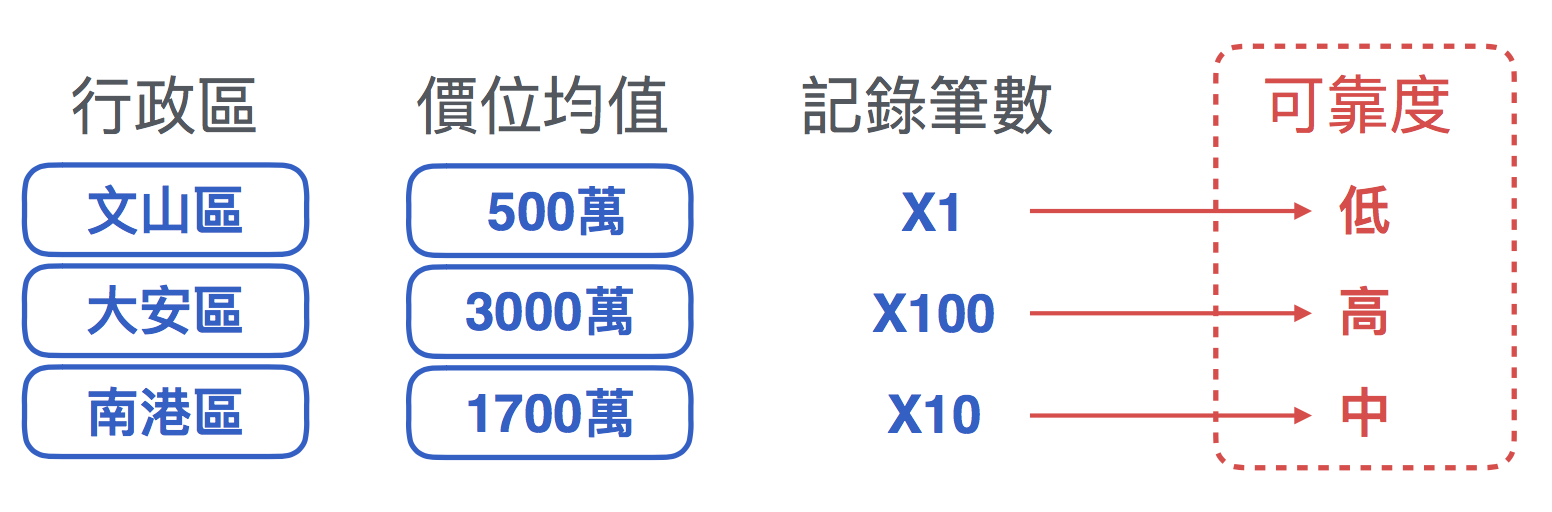 行政區 價位均值 記錄筆數 可靠度
文山區 500萬 X1 低
大安區 3000萬 X100 高
南港區 1700萬 X10 中